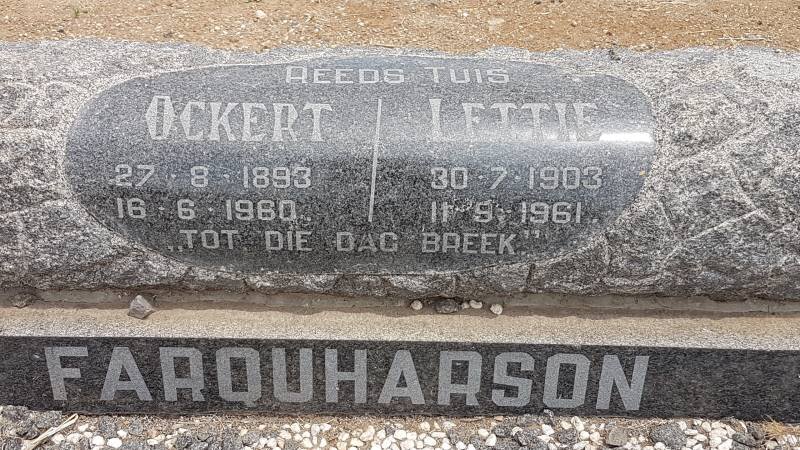 REEDS TUIS
OCKERT LETTIE
27·8·1893 30·7·1903
16·6·1960 11·9·1961
„TOT DIE DAG BREEK"
FARQUHARSON